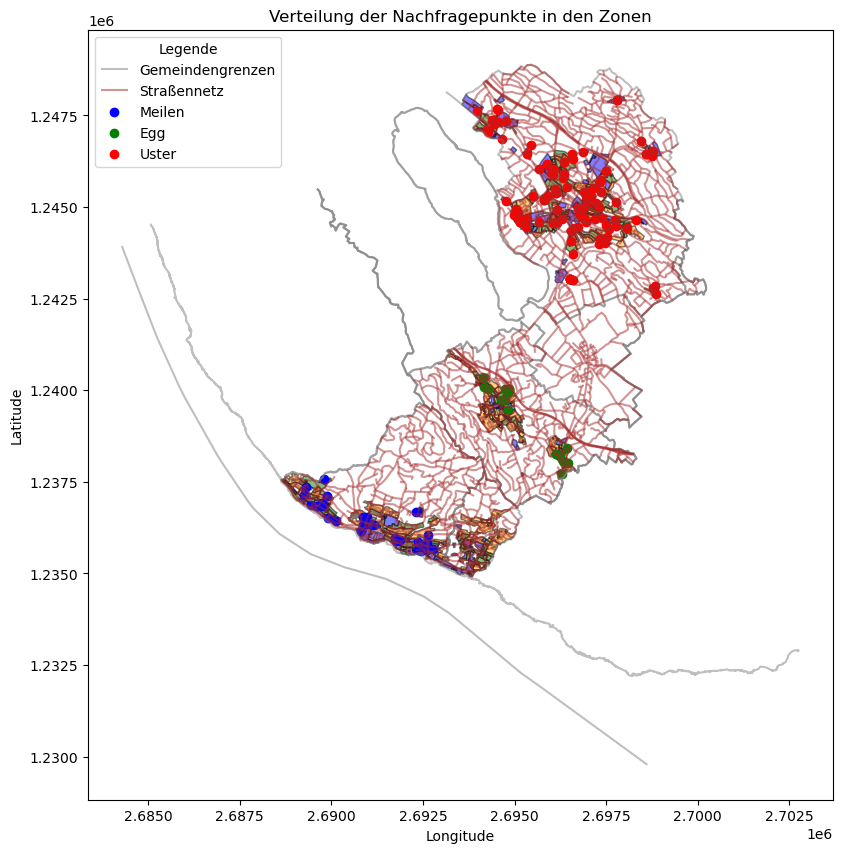 Verteilung der Nachfragepunkte in den Zonen
1e6
Legende
Gemeindengrenzen
Straßennetz
Meilen
Egg
Uster
1.2475
1.2450
1.2425
1.2400
1.2375
1.2350
1.2325
1.2300
Latitude
2.6850
2.6875
2.6900
2.6925
2.6950
2.6975
2.7000
2.7025
Longitude
1e6